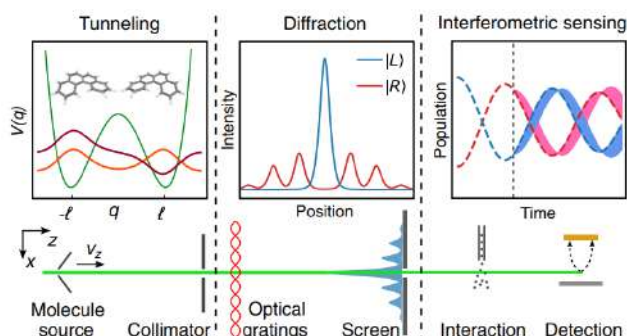 Tunneling
Diffraction
Interferometric sensing
V(q)
-ℓ q ℓ
Intensity
|L⟩
|R⟩
Position
Population
Time
z
x
v_z
Molecule
source
Collimator
Optical
gratings
Screen
Interaction
Detection